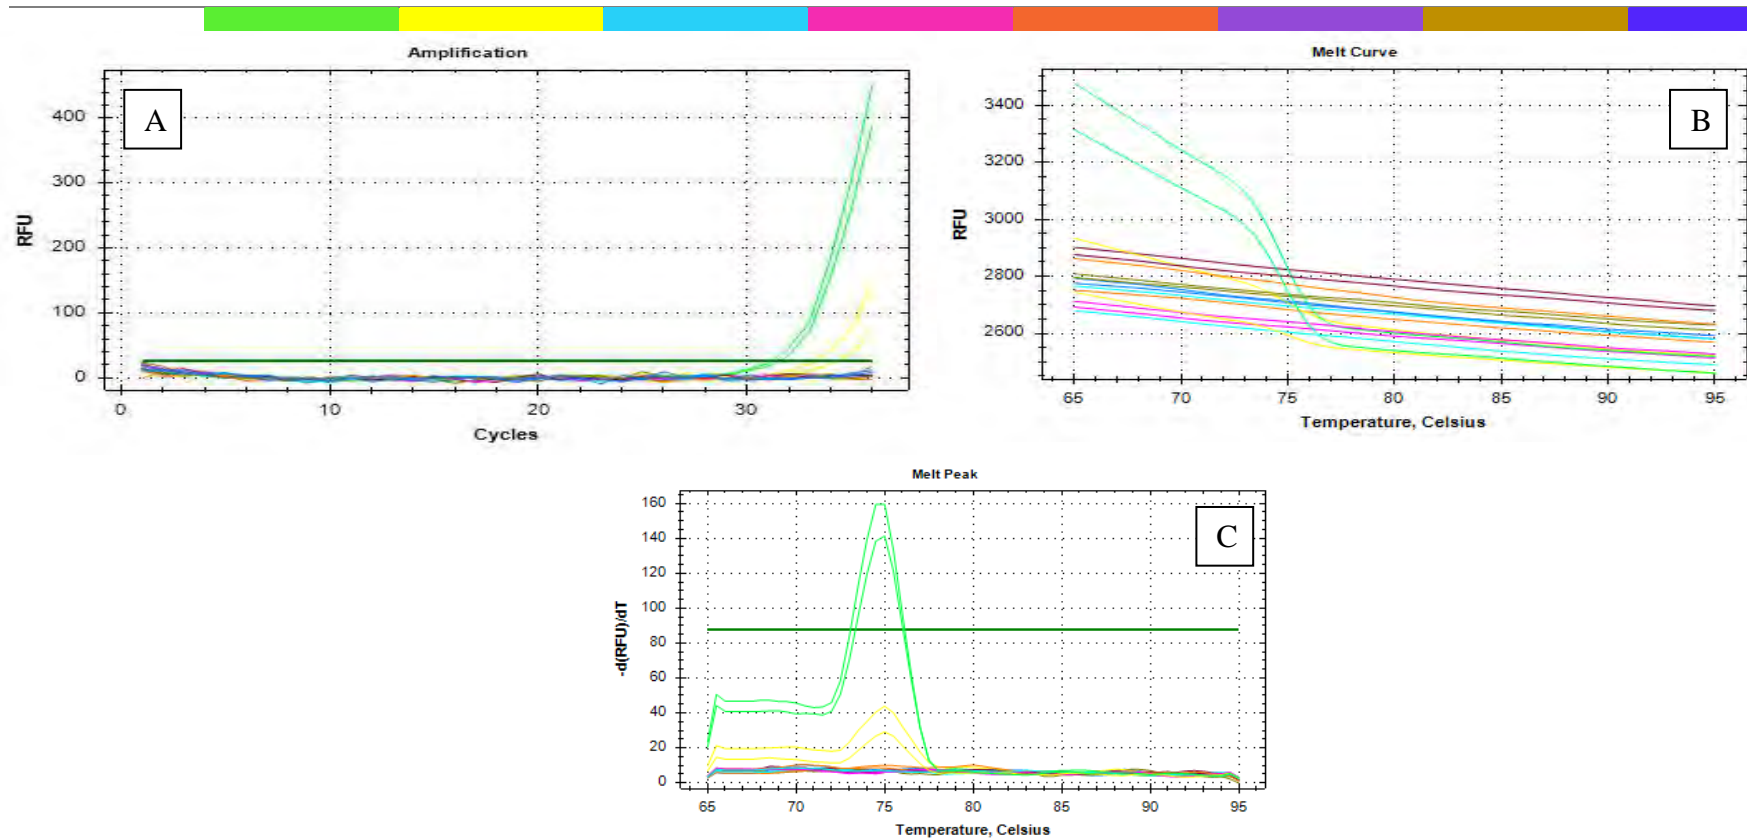 Amplification
A
400
300
200
100
0
RFU
0 10 20 30
Cycles
Melt Curve
B
3400
3200
3000
2800
2600
RFU
65 70 75 80 85 90 95
Temperature, Celsius
Melt Peak
C
160
140
120
100
80
60
40
20
0
-d(RFU)/dT
65 70 75 80 85 90 95
Temperature, Celsius